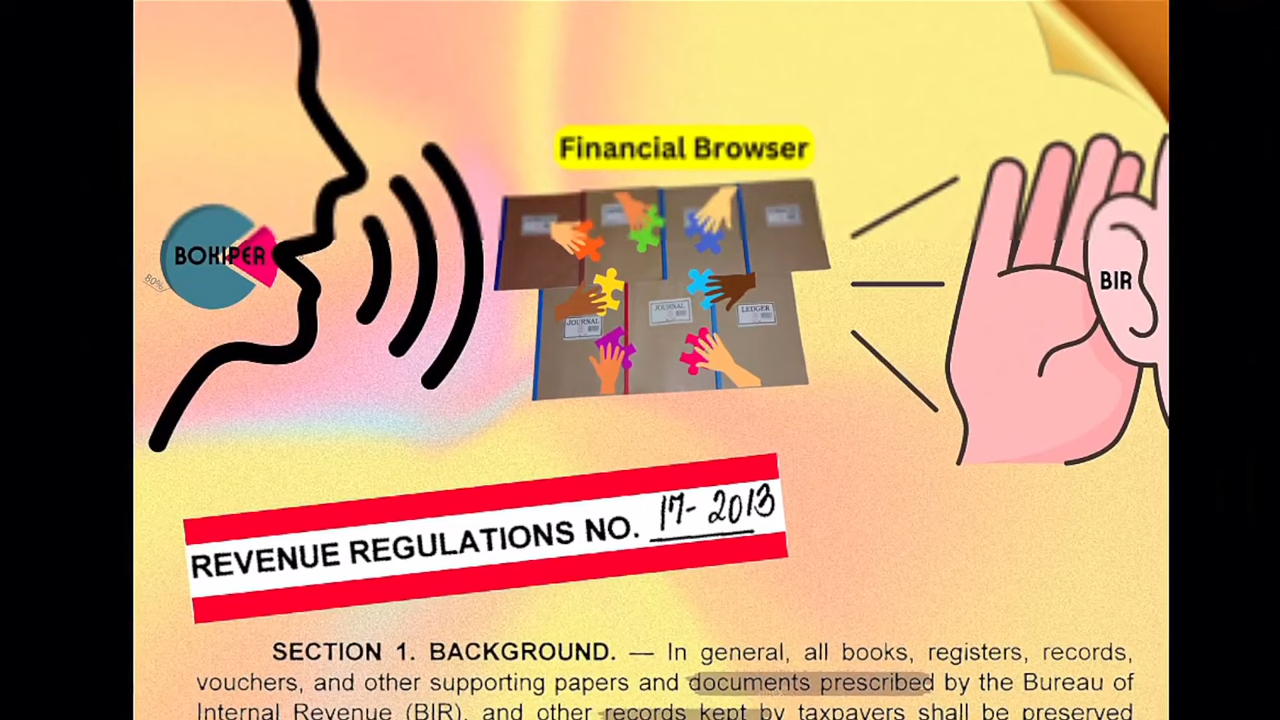 Financial Browser
BOKIPER
80%
BIR
JOURNAL
JOURNAL
LEDGER
REVENUE REGULATIONS NO. 17-2013
SECTION 1. BACKGROUND. — In general, all books, registers, records,
vouchers, and other supporting papers and documents prescribed by the Bureau of
Internal Revenue (BIR), and other records kept by taxpayers shall be preserved